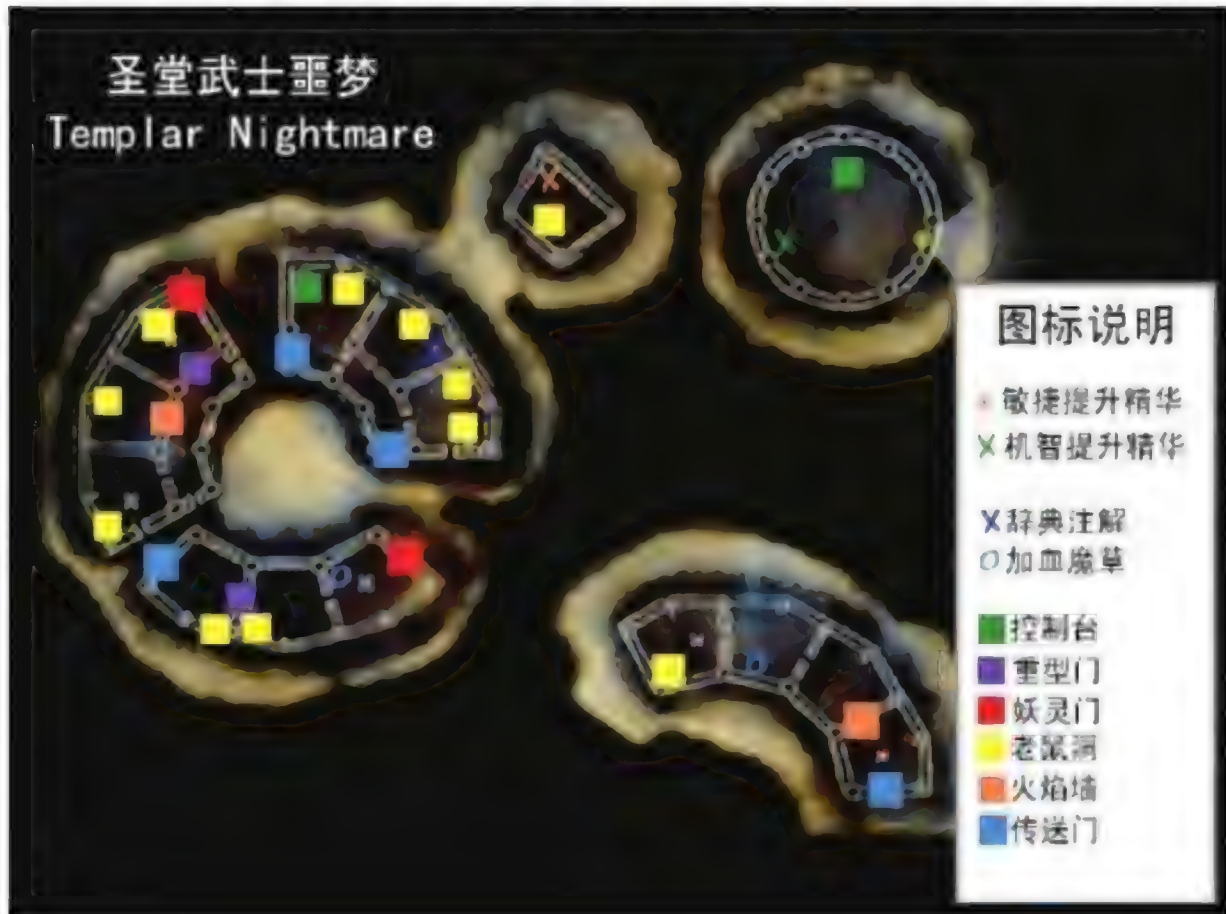 圣堂武士噩梦
Templar Nightmare
图标说明
敏捷提升精华
机智提升精华
辞典注解
加血魔草
控制台
重型门
妖灵门
老鼠洞
火焰墙
传送门